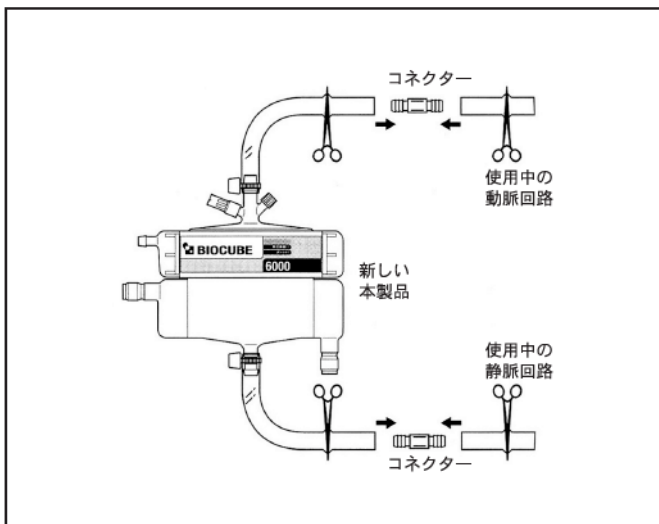 コネクター
使用中の
動脈回路
BIOCUBE
6000
新しい
本製品
使用中の
静脈回路
コネクター